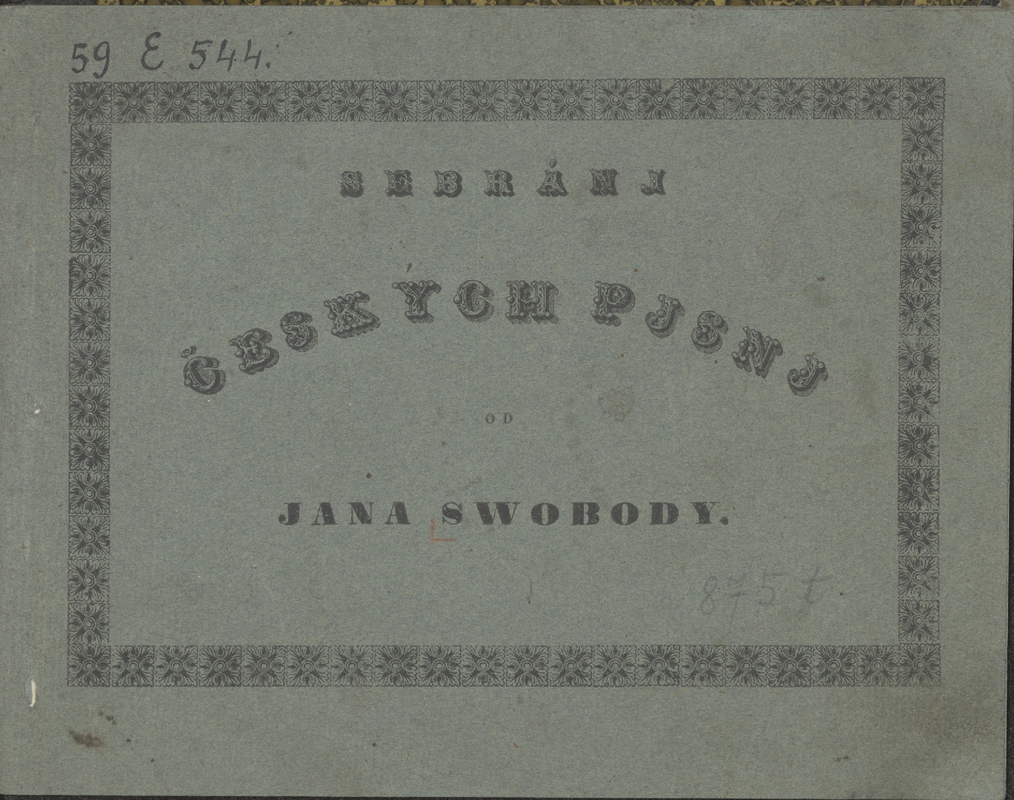 59 E 544.
SEBRÁNJ
ČESKÝCH PJSNJ
OD
JANA SWOBODY.
875 t